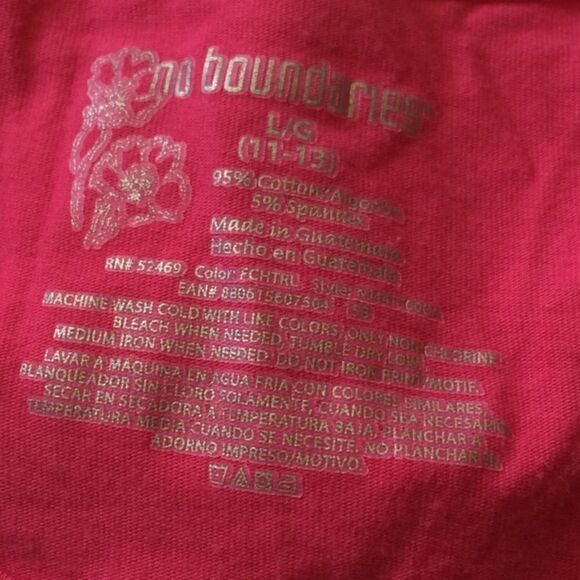 no boundaries
L/G
(11-13)
95% Cotton/Algodon
5% Spandex
Made in Guatemala
Hecho en Guatemala
RN# 52469 Color: FCHTRL Style:
EAN# 880615607504
MACHINE WASH COLD WITH LIKE COLORS, ONLY NON-CHLORINE
BLEACH WHEN NEEDED, TUMBLE DRY LOW,
MEDIUM IRON WHEN NEEDED. DO NOT IRON PRINT/MOTIF.
LAVAR A MÁQUINA EN AGUA FRIA CON COLORES SIMILARES,
BLANQUEADOR SIN CLORO SOLAMENTE, CUANDO SEA NECESARIO,
SECAR EN SECADORA A TEMPERATURA BAJA, PLANCHAR A
TEMPERATURA MEDIA CUANDO SE NECESITE. NO PLANCHAR EL
ADORNO IMPRESO/MOTIVO.